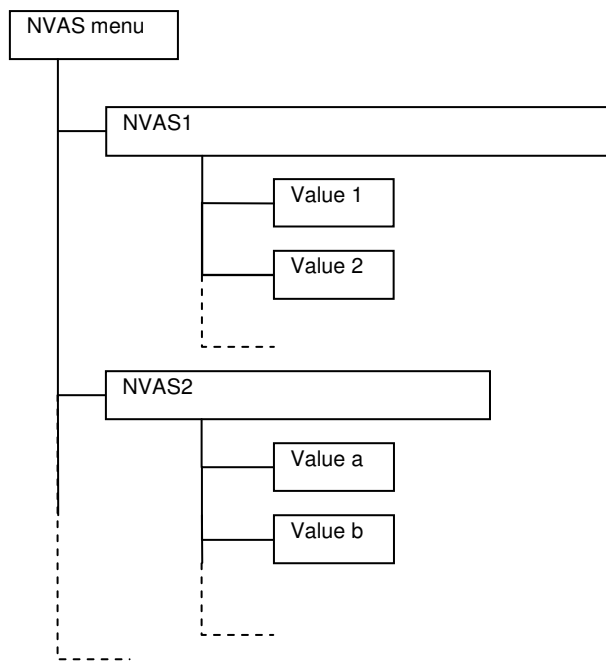 NVAS menu
NVAS1
Value 1
Value 2
NVAS2
Value a
Value b